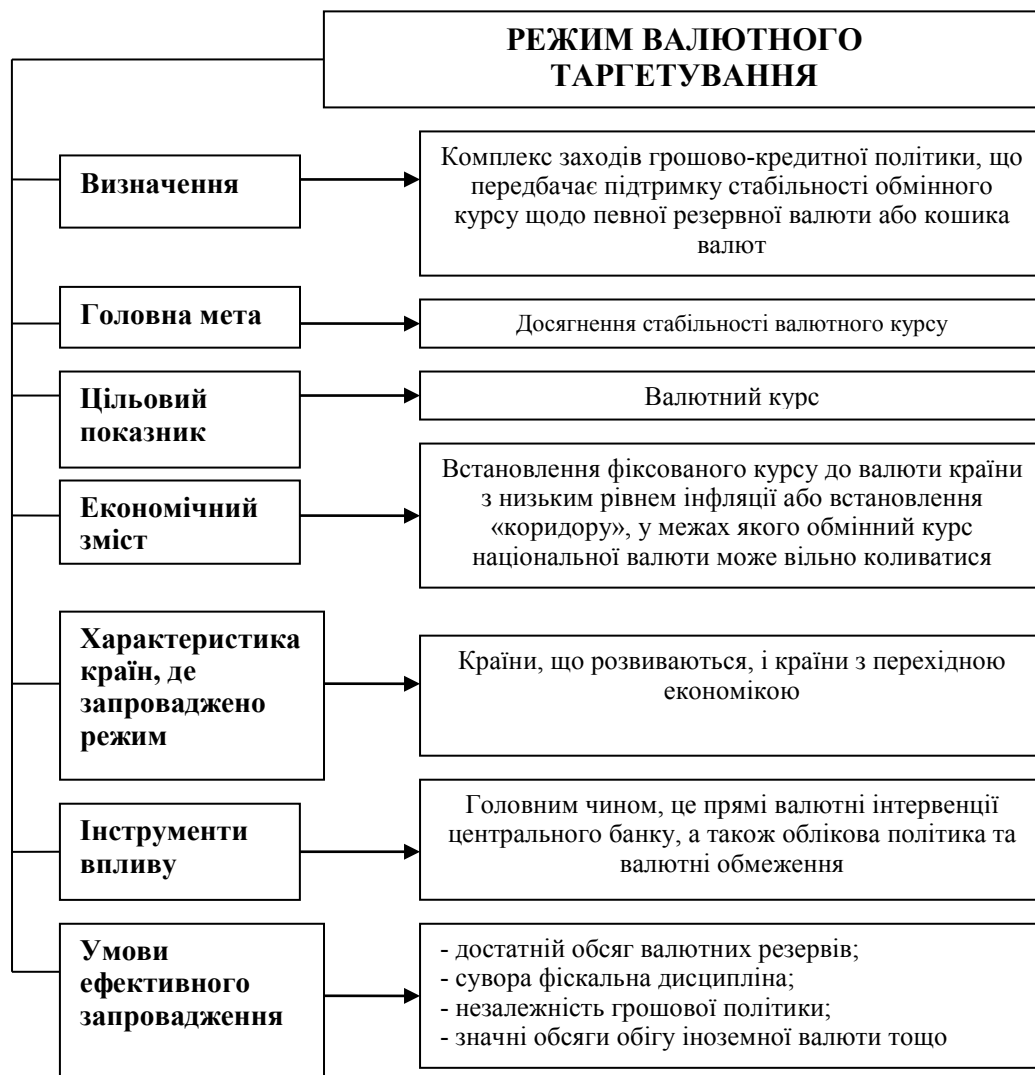 РЕЖИМ ВАЛЮТНОГО
ТАРГЕТУВАННЯ
Визначення
Комплекс заходів грошово-кредитної політики, що
передбачає підтримку стабільності обмінного
курсу щодо певної резервної валюти або кошика
валют
Головна мета
Досягнення стабільності валютного курсу
Цільовий
показник
Валютний курс
Економічний
зміст
Встановлення фіксованого курсу до валюти країни
з низьким рівнем інфляції або встановлення
«коридору», у межах якого обмінний курс
національної валюти може вільно коливатися
Характеристика
країн, де
запроваджено
режим
Країни, що розвиваються, і країни з перехідною
економікою
Інструменти
впливу
Головним чином, це прямі валютні інтервенції
центрального банку, а також облікова політика та
валютні обмеження
Умови
ефективного
запровадження
- достатній обсяг валютних резервів;
- сувора фіскальна дисципліна;
- незалежність грошової політики;
- значні обсяги обігу іноземної валюти тощо